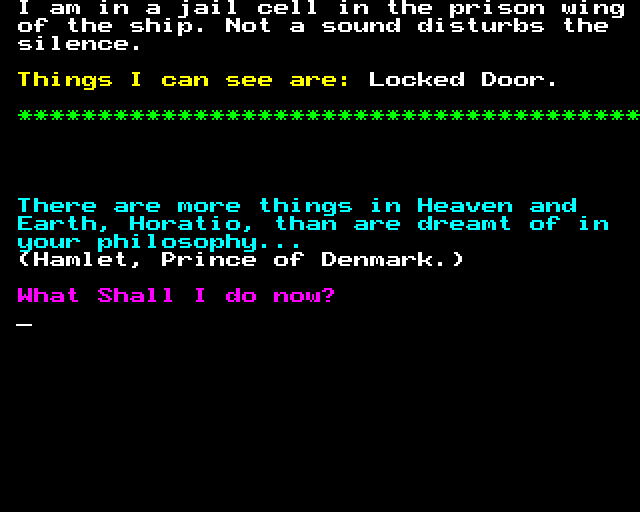 I am in a jail cell in the prison wing
of the ship. Not a sound disturbs the
silence.
Things I can see are: Locked Door.
***************************************
There are more things in Heaven and
Earth, Horatio, than are dreamt of in
your philosophy...
(Hamlet, Prince of Denmark.)
What Shall I do now?
_